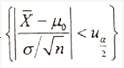 {|X̄ − μ₀ / σ/√n| < u_{α/2}}